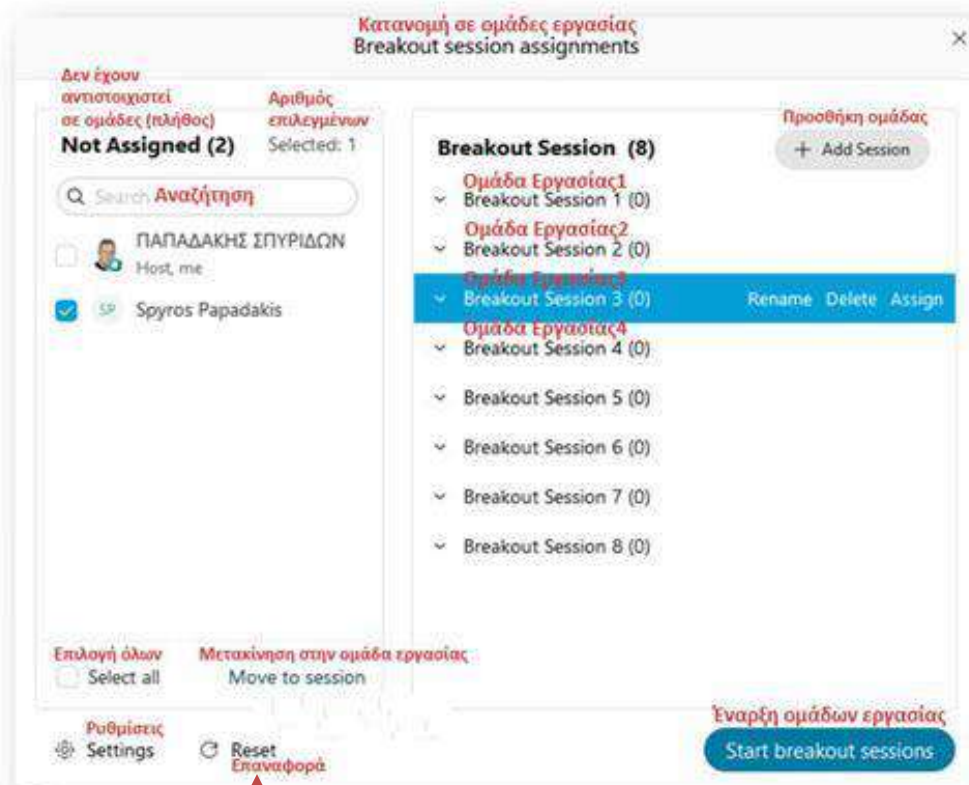 Κατανομή σε ομάδες εργασίας
Breakout session assignments
Δεν έχουν
αντιστοιχιστεί
σε ομάδες (πλήθος)
Αριθμός
επιλεγμένων
Not Assigned (2)
Selected: 1
Search Αναζήτηση
ΠΑΠΑΔΑΚΗΣ ΣΠΥΡΙΔΩΝ
Host, me
SP Spyros Papadakis
Επιλογή όλων
Select all
Μετακίνηση στην ομάδα εργασίας
Move to session
Προσθήκη ομάδας
Breakout Session (8)
+ Add Session
Ομάδα Εργασίας1
Breakout Session 1 (0)
Ομάδα Εργασίας2
Breakout Session 2 (0)
Ομάδα Εργασίας3
Breakout Session 3 (0) Rename Delete Assign
Ομάδα Εργασίας4
Breakout Session 4 (0)
Breakout Session 5 (0)
Breakout Session 6 (0)
Breakout Session 7 (0)
Breakout Session 8 (0)
Ρυθμίσεις
Settings
Reset
Επαναφορά
Έναρξη ομάδων εργασίας
Start breakout sessions